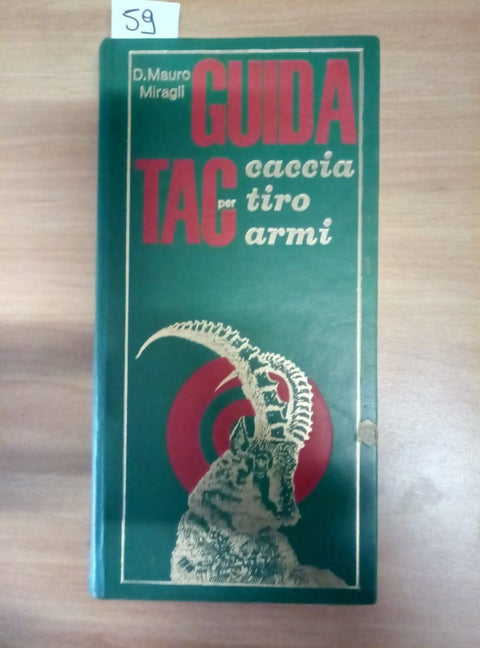 59
D.Mauro
Miragli
GUIDA
TAC per caccia
tiro
armi